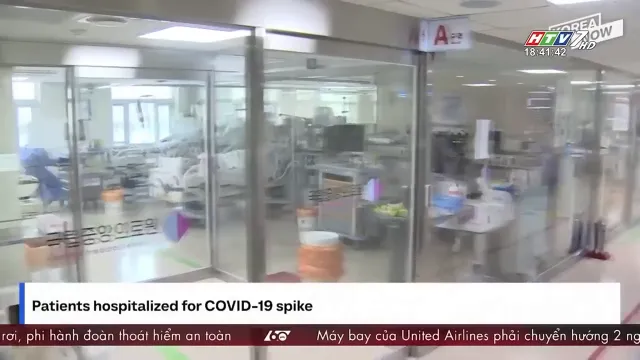 KOREA NOW
HTV7 HD
18:41:42
A
Patients hospitalized for COVID-19 spike
rơi, phi hành đoàn thoát hiểm an toàn
60
Máy bay của United Airlines phải chuyển hướng 2 ng